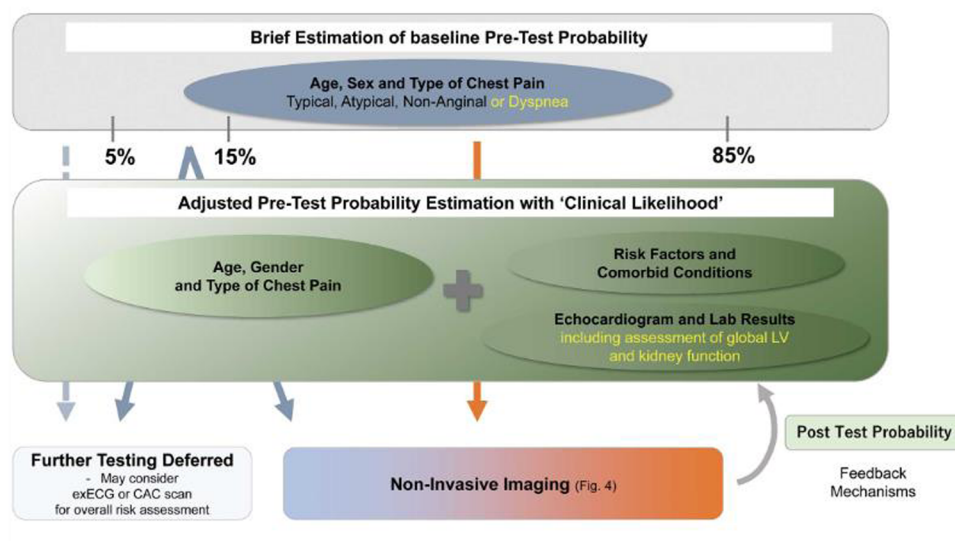 Brief Estimation of baseline Pre-Test Probability
Age, Sex and Type of Chest Pain
Typical, Atypical, Non-Anginal or Dyspnea
5%
15%
85%
Adjusted Pre-Test Probability Estimation with ‘Clinical Likelihood’
Age, Gender
and Type of Chest Pain
Risk Factors and
Comorbid Conditions
Echocardiogram and Lab Results
including assessment of global LV
and kidney function
Further Testing Deferred
- May consider
exECG or CAC scan
for overall risk assessment
Non-Invasive Imaging (Fig. 4)
Post Test Probability
Feedback
Mechanisms